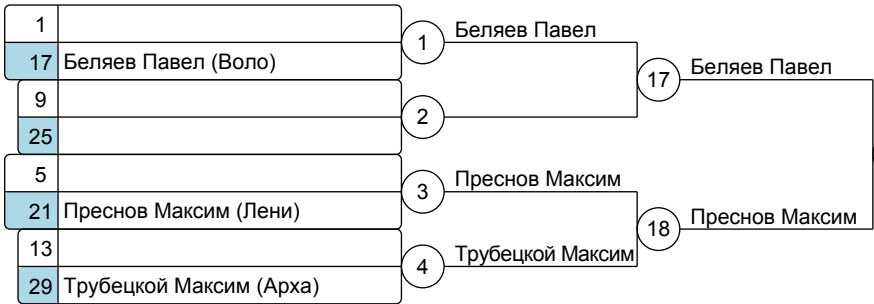 1
17 Беляев Павел (Воло)
9
25
5
21 Преснов Максим (Лени)
13
29 Трубецкой Максим (Арха)
1 Беляев Павел
2
3 Преснов Максим
4 Трубецкой Максим
17 Беляев Павел
18 Преснов Максим